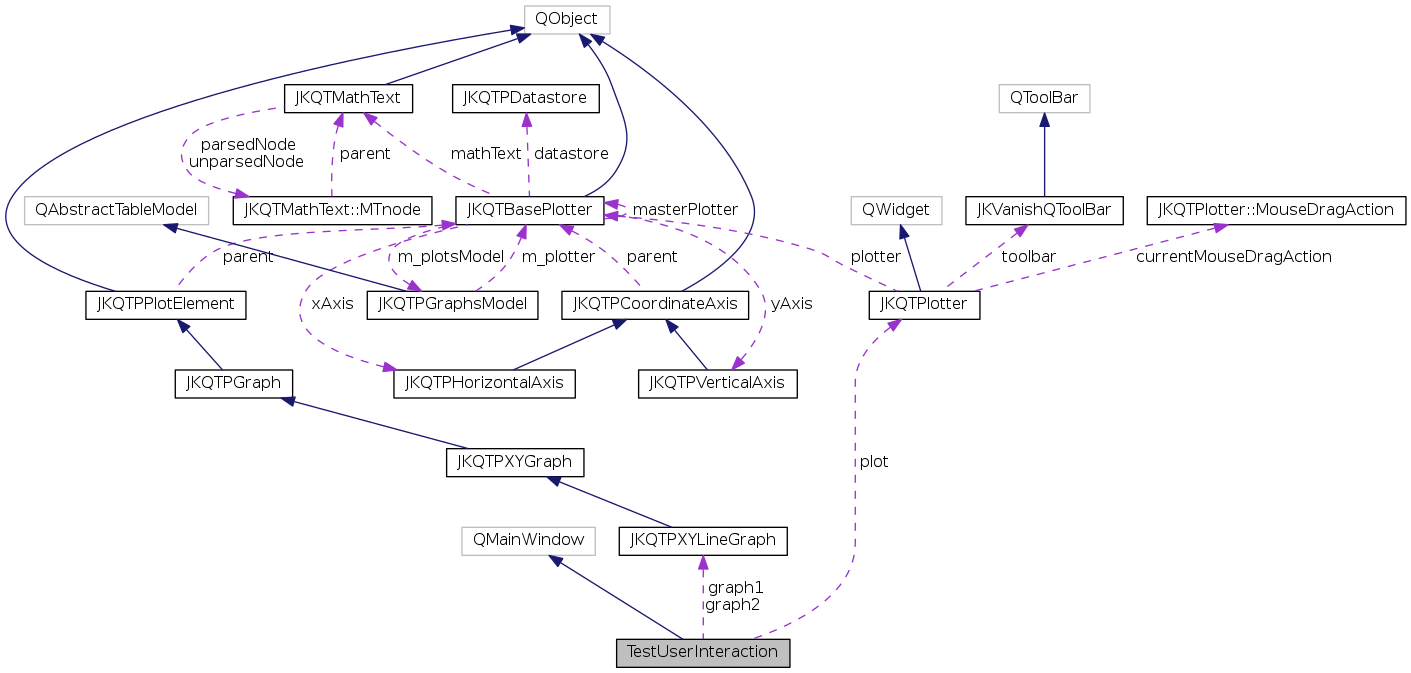 QObject
JKQTMathText
JKQTPDatastore
QToolBar
parsedNode
unparsedNode
parent
mathText
datastore
QAbstractTableModel
JKQTMathText::MTnode
JKQTBasePlotter
masterPlotter
QWidget
JKVanishQToolBar
JKQTPlotter::MouseDragAction
parent
m_plotsModel
m_plotter
parent
plotter
toolbar
currentMouseDragAction
JKQTPPlotElement
xAxis
JKQTPGraphsModel
JKQTPCoordinateAxis
yAxis
JKQTPlotter
JKQTPGraph
JKQTPHorizontalAxis
JKQTPVerticalAxis
JKQTPXYGraph
plot
QMainWindow
JKQTPXYLineGraph
graph1
graph2
TestUserInteraction